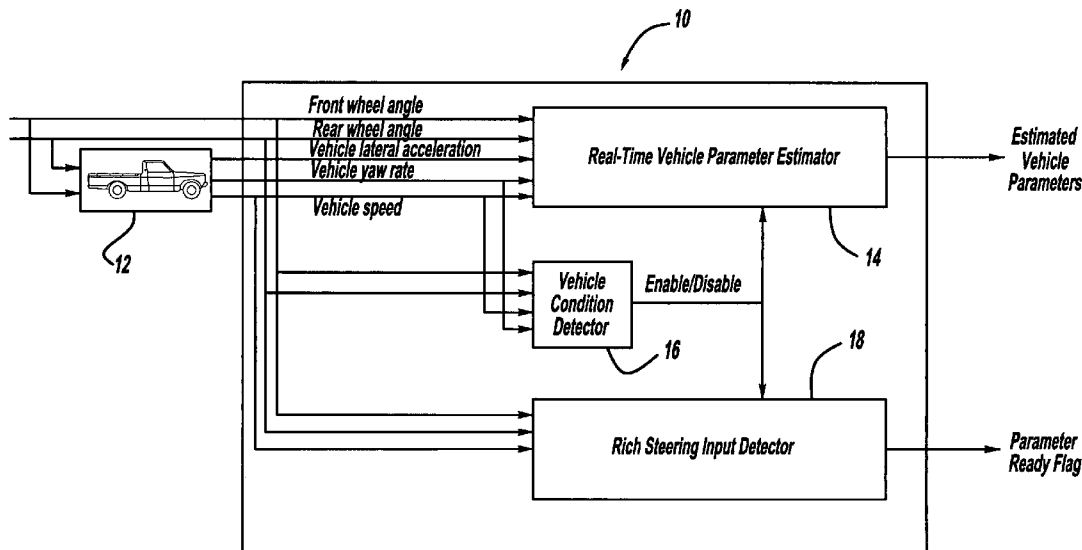 10
Front wheel angle
Rear wheel angle
Vehicle lateral acceleration
Vehicle yaw rate
Vehicle speed
Real-Time Vehicle Parameter Estimator
Estimated
Vehicle
Parameters
12
14
Vehicle
Condition
Detector
Enable/Disable
16
18
Rich Steering Input Detector
Parameter
Ready Flag